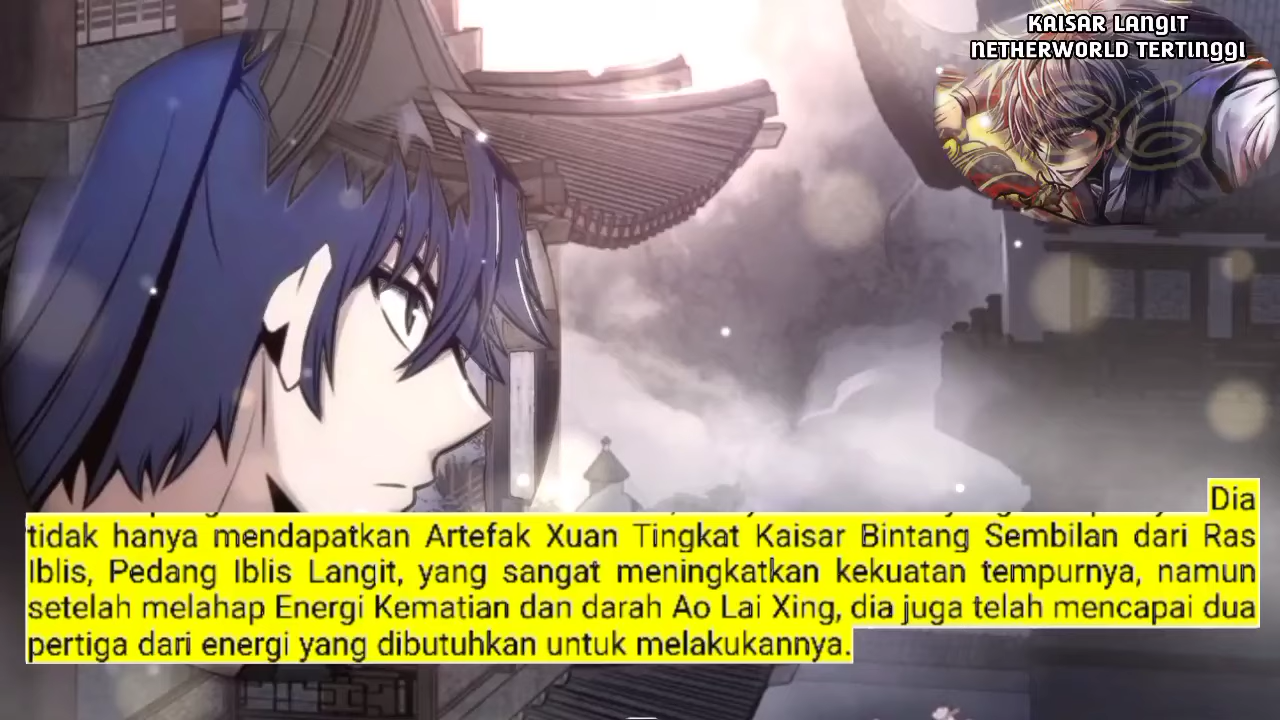 KAISAR LANGIT
NETHERWORLD TERTINGGI
36
Dia
tidak hanya mendapatkan Artefak Xuan Tingkat Kaisar Bintang Sembilan dari Ras
Iblis, Pedang Iblis Langit, yang sangat meningkatkan kekuatan tempurnya, namun
setelah melahap Energi Kematian dan darah Ao Lai Xing, dia juga telah mencapai dua
pertiga dari energi yang dibutuhkan untuk melakukannya.